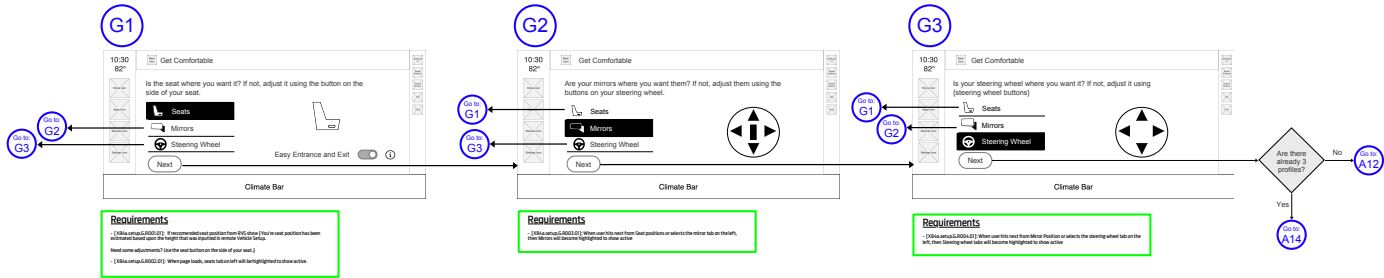 G1
10:30
82°
Get Comfortable
Is the seat where you want it? If not, adjust it using the button on the
side of your seat.
Seats
Mirrors
Steering Wheel
Easy Entrance and Exit
Next
Climate Bar
Go to:
G2
Go to:
G3
Requirements
- [X84a.setup.G.R001.01]: If recommended seat position from RVS show {You're seat position has been
estimated based upon the height that was inputted in remote Vehicle Setup.
Need some adjustments? Use the seat button on the side of your seat.}
- [X84a.setup.G.R002.01]: When page loads, seats tab on left will be highlighted to show active.
G2
10:30
82°
Get Comfortable
Are your mirrors where you want them? If not, adjust them using the
buttons on your steering wheel.
Seats
Mirrors
Steering Wheel
Next
Climate Bar
Go to:
G1
Go to:
G3
Requirements
- [X84a.setup.G.R003.01]: When user hits next from Seat positions or selects the mirror tab on the left,
then Mirrors will become highlighted to show active
G3
10:30
82°
Get Comfortable
Is your steering wheel where you want it? If not, adjust it using
{steering wheel buttons}
Seats
Mirrors
Steering Wheel
Next
Climate Bar
Go to:
G1
Go to:
G2
Requirements
- [X84a.setup.G.R004.01]: When user hits next from Mirror Position or selects the steering wheel tab on the
left, then Steering wheel tabs will become highlighted to show active
Are there
already 3
profiles?
No
Go to:
A12
Yes
Go to:
A14